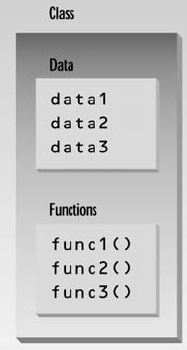 Class
Data
data1
data2
data3
Functions
func1()
func2()
func3()